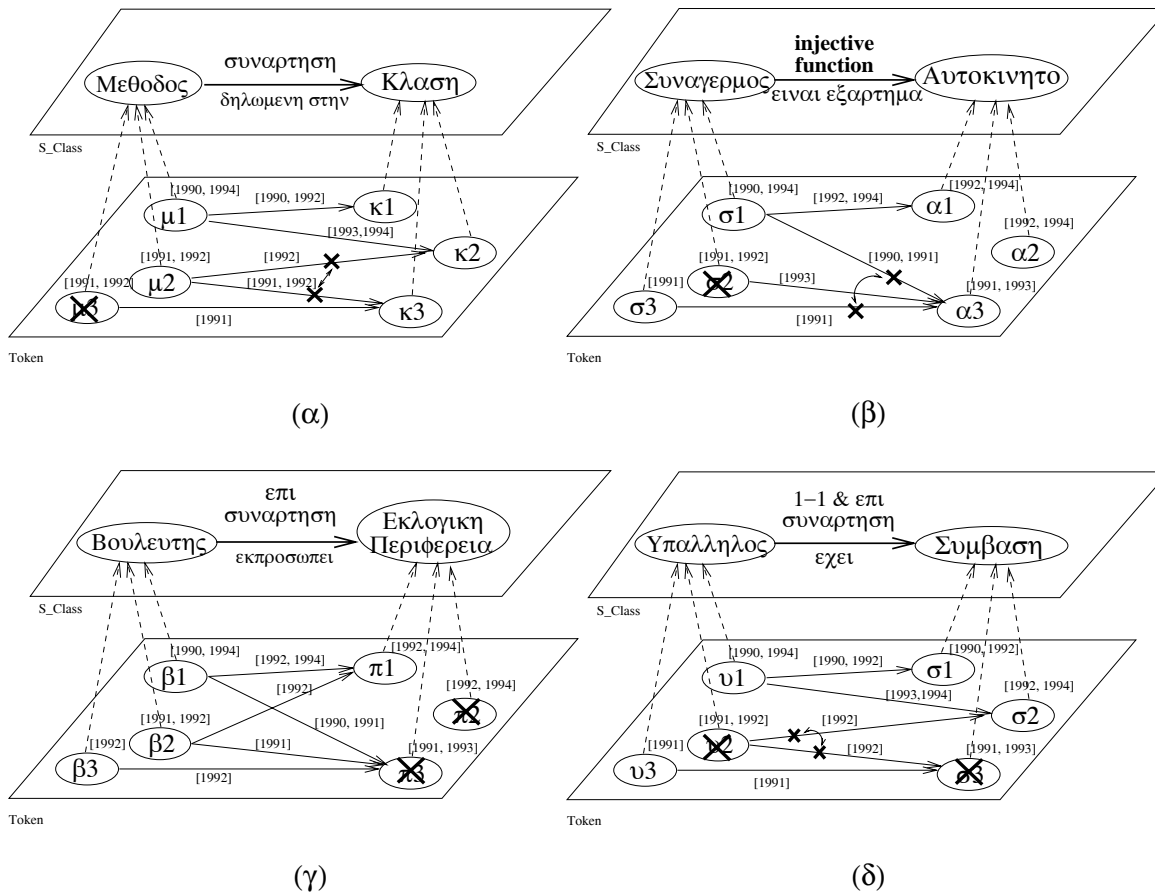 συναρτηση
Μεθοδος
Κλαση
δηλωμενη στην
S_Class
[1990, 1994]
[1990, 1992]
μ1
κ1
[1993,1994]
[1991, 1992]
[1992]
κ2
[1991, 1992]
μ2
[1991, 1992]
μ3
κ3
[1991]
Token
(α)
injective
function
Συναγερμος
Αυτοκινητο
ειναι εξαρτημα
S_Class
[1990, 1994]
[1992, 1994]
[1992, 1994]
σ1
α1
[1992, 1994]
[1991, 1992]
[1990, 1991]
α2
[1991]
σ2
[1993]
[1991, 1993]
σ3
α3
[1991]
Token
(β)
επι
συναρτηση
Βουλευτης
Εκλογικη
Περιφερεια
εκπροσωπει
S_Class
[1990, 1994]
[1992, 1994]
[1992, 1994]
β1
π1
[1992]
[1992, 1994]
[1991, 1992]
[1990, 1991]
π2
[1992]
β2
[1991]
[1991, 1993]
β3
π3
[1992]
Token
(γ)
1–1 & επι
συναρτηση
Υπαλληλος
Συμβαση
εχει
S_Class
[1990, 1994]
[1990, 1992]
[1990, 1992]
υ1
σ1
[1993,1994]
[1992, 1994]
[1991, 1992]
[1992]
σ2
[1991]
υ2
[1992]
[1991, 1993]
υ3
σ3
[1991]
Token
(δ)